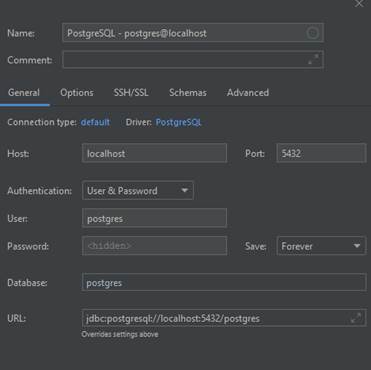 Name: PostgreSQL - postgres@localhost
Comment:
General Options SSH/SSL Schemas Advanced
Connection type: default Driver: PostgreSQL
Host: localhost Port: 5432
Authentication: User & Password
User: postgres
Password: <hidden> Save: Forever
Database: postgres
URL: jdbc:postgresql://localhost:5432/postgres
Overrides settings above